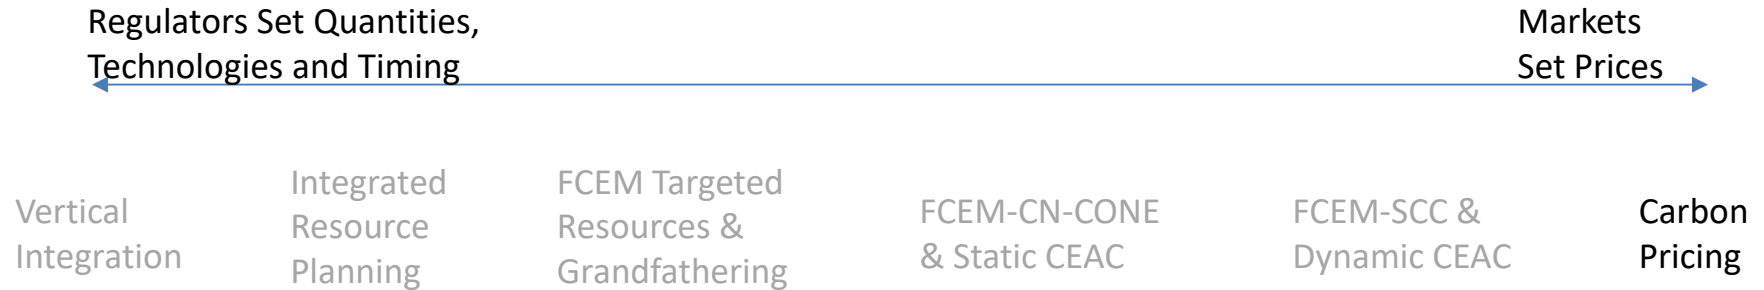 Regulators Set Quantities,
Technologies and Timing
Markets
Set Prices
Vertical
Integration
Integrated
Resource
Planning
FCEM Targeted
Resources &
Grandfathering
FCEM-CN-CONE
& Static CEAC
FCEM-SCC &
Dynamic CEAC
Carbon
Pricing